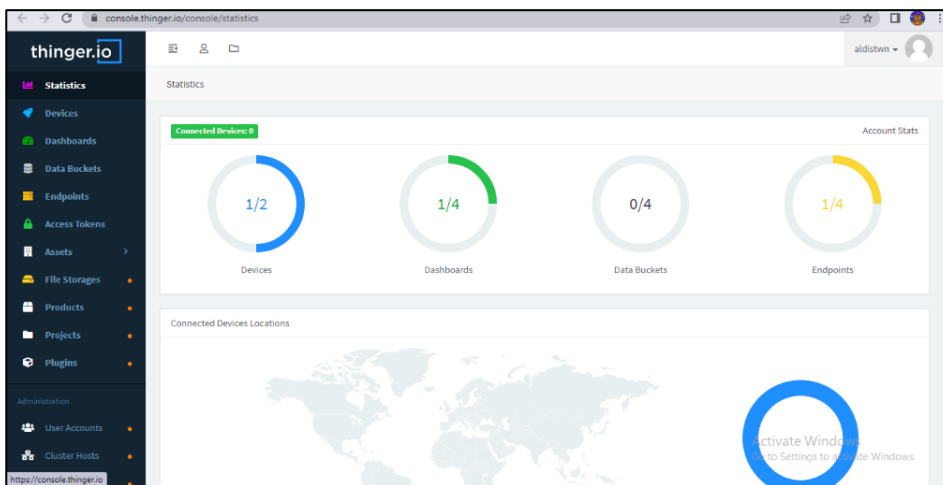 console.thinger.io/console/statistics
thinger.io
aldistwn
Statistics
Statistics
Devices
Dashboards
Data Buckets
Endpoints
Access Tokens
Assets
File Storages
Products
Projects
Plugins
Administration
User Accounts
Cluster Hosts
Connected Devices: 0
Account Stats
1/2
1/4
0/4
1/4
Devices
Dashboards
Data Buckets
Endpoints
Connected Devices Locations
Activate Windows
Go to Settings to activate Windows.
https://console.thinger.io